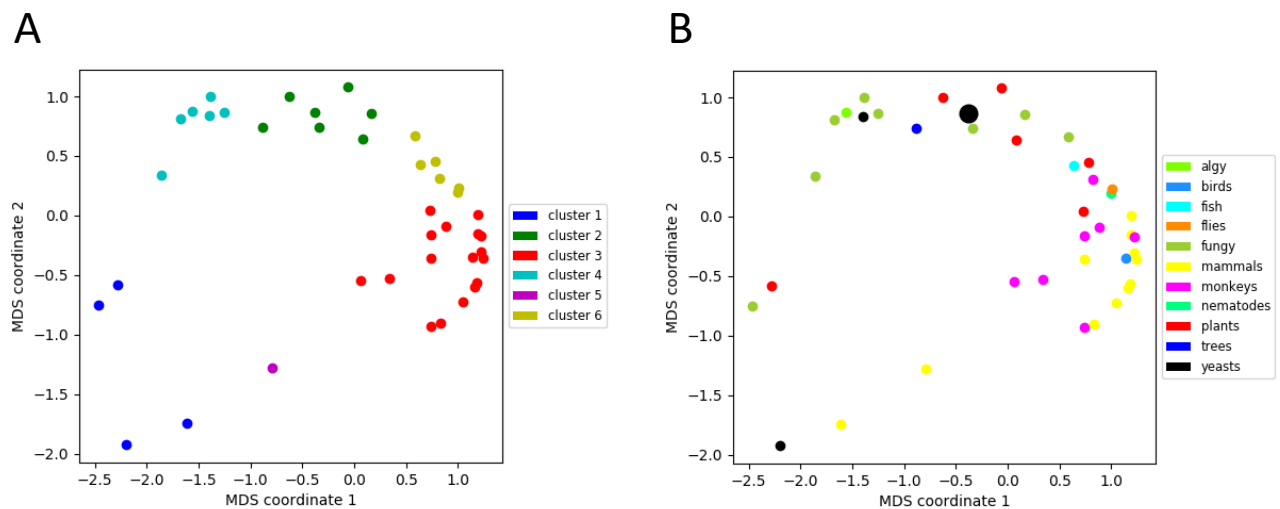 A
B
1.0
0.5
0.0
−0.5
−1.0
−1.5
−2.0
MDS coordinate 2
−2.5 −2.0 −1.5 −1.0 −0.5 0.0 0.5 1.0
MDS coordinate 1
cluster 1
cluster 2
cluster 3
cluster 4
cluster 5
cluster 6
1.0
0.5
0.0
−0.5
−1.0
−1.5
−2.0
MDS coordinate 2
−2.5 −2.0 −1.5 −1.0 −0.5 0.0 0.5 1.0
MDS coordinate 1
algy
birds
fish
flies
fungy
mammals
monkeys
nematodes
plants
trees
yeasts